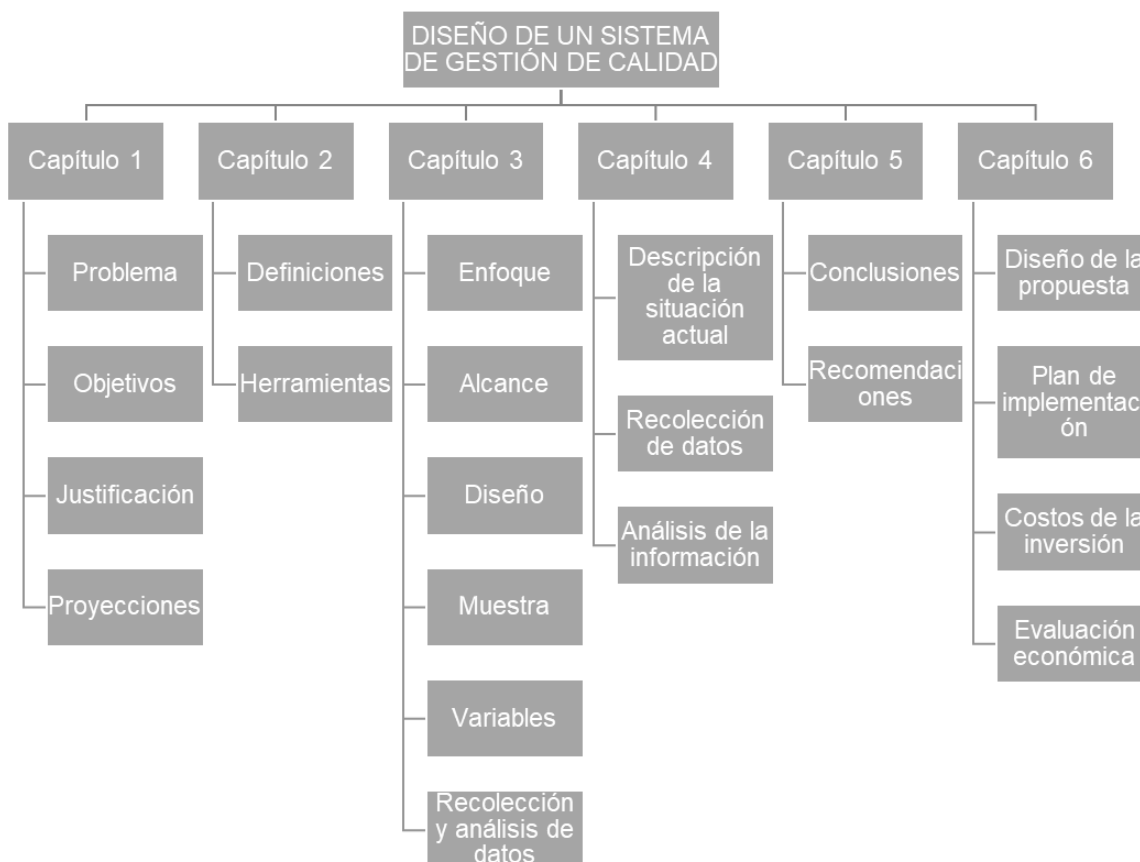 DISEÑO DE UN SISTEMA
DE GESTIÓN DE CALIDAD
Capítulo 1
Problema
Objetivos
Justificación
Proyecciones
Capítulo 2
Definiciones
Herramientas
Capítulo 3
Enfoque
Alcance
Diseño
Muestra
Variables
Recolección
y análisis de
datos
Capítulo 4
Descripción
de la
situación
actual
Recolección
de datos
Análisis de la
información
Capítulo 5
Conclusiones
Recomendaci
ones
Capítulo 6
Diseño de la
propuesta
Plan de
implementac
ón
Costos de la
inversión
Evaluación
económica